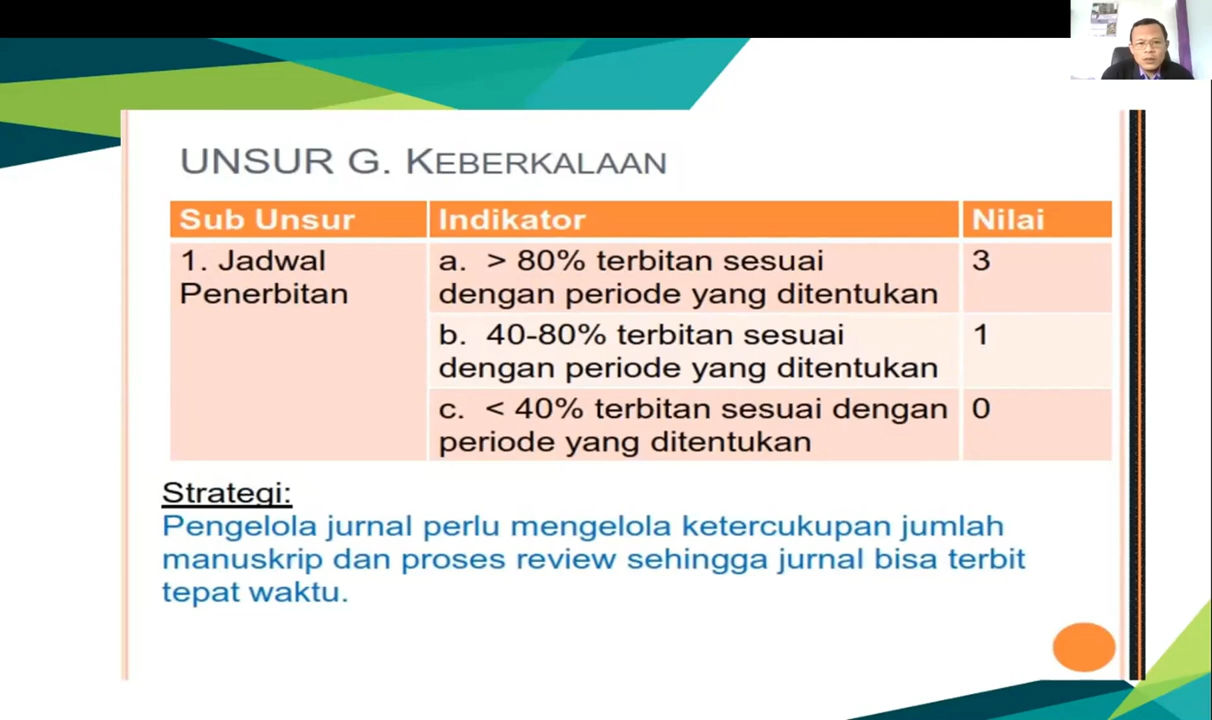 UNSUR G. KEBERKALAAN
Sub Unsur Indikator Nilai
1. Jadwal Penerbitan
a. > 80% terbitan sesuai
dengan periode yang ditentukan
3
b. 40-80% terbitan sesuai
dengan periode yang ditentukan
1
c. < 40% terbitan sesuai dengan
periode yang ditentukan
0
Strategi:
Pengelola jurnal perlu mengelola ketercukupan jumlah
manuskrip dan proses review sehingga jurnal bisa terbit
tepat waktu.